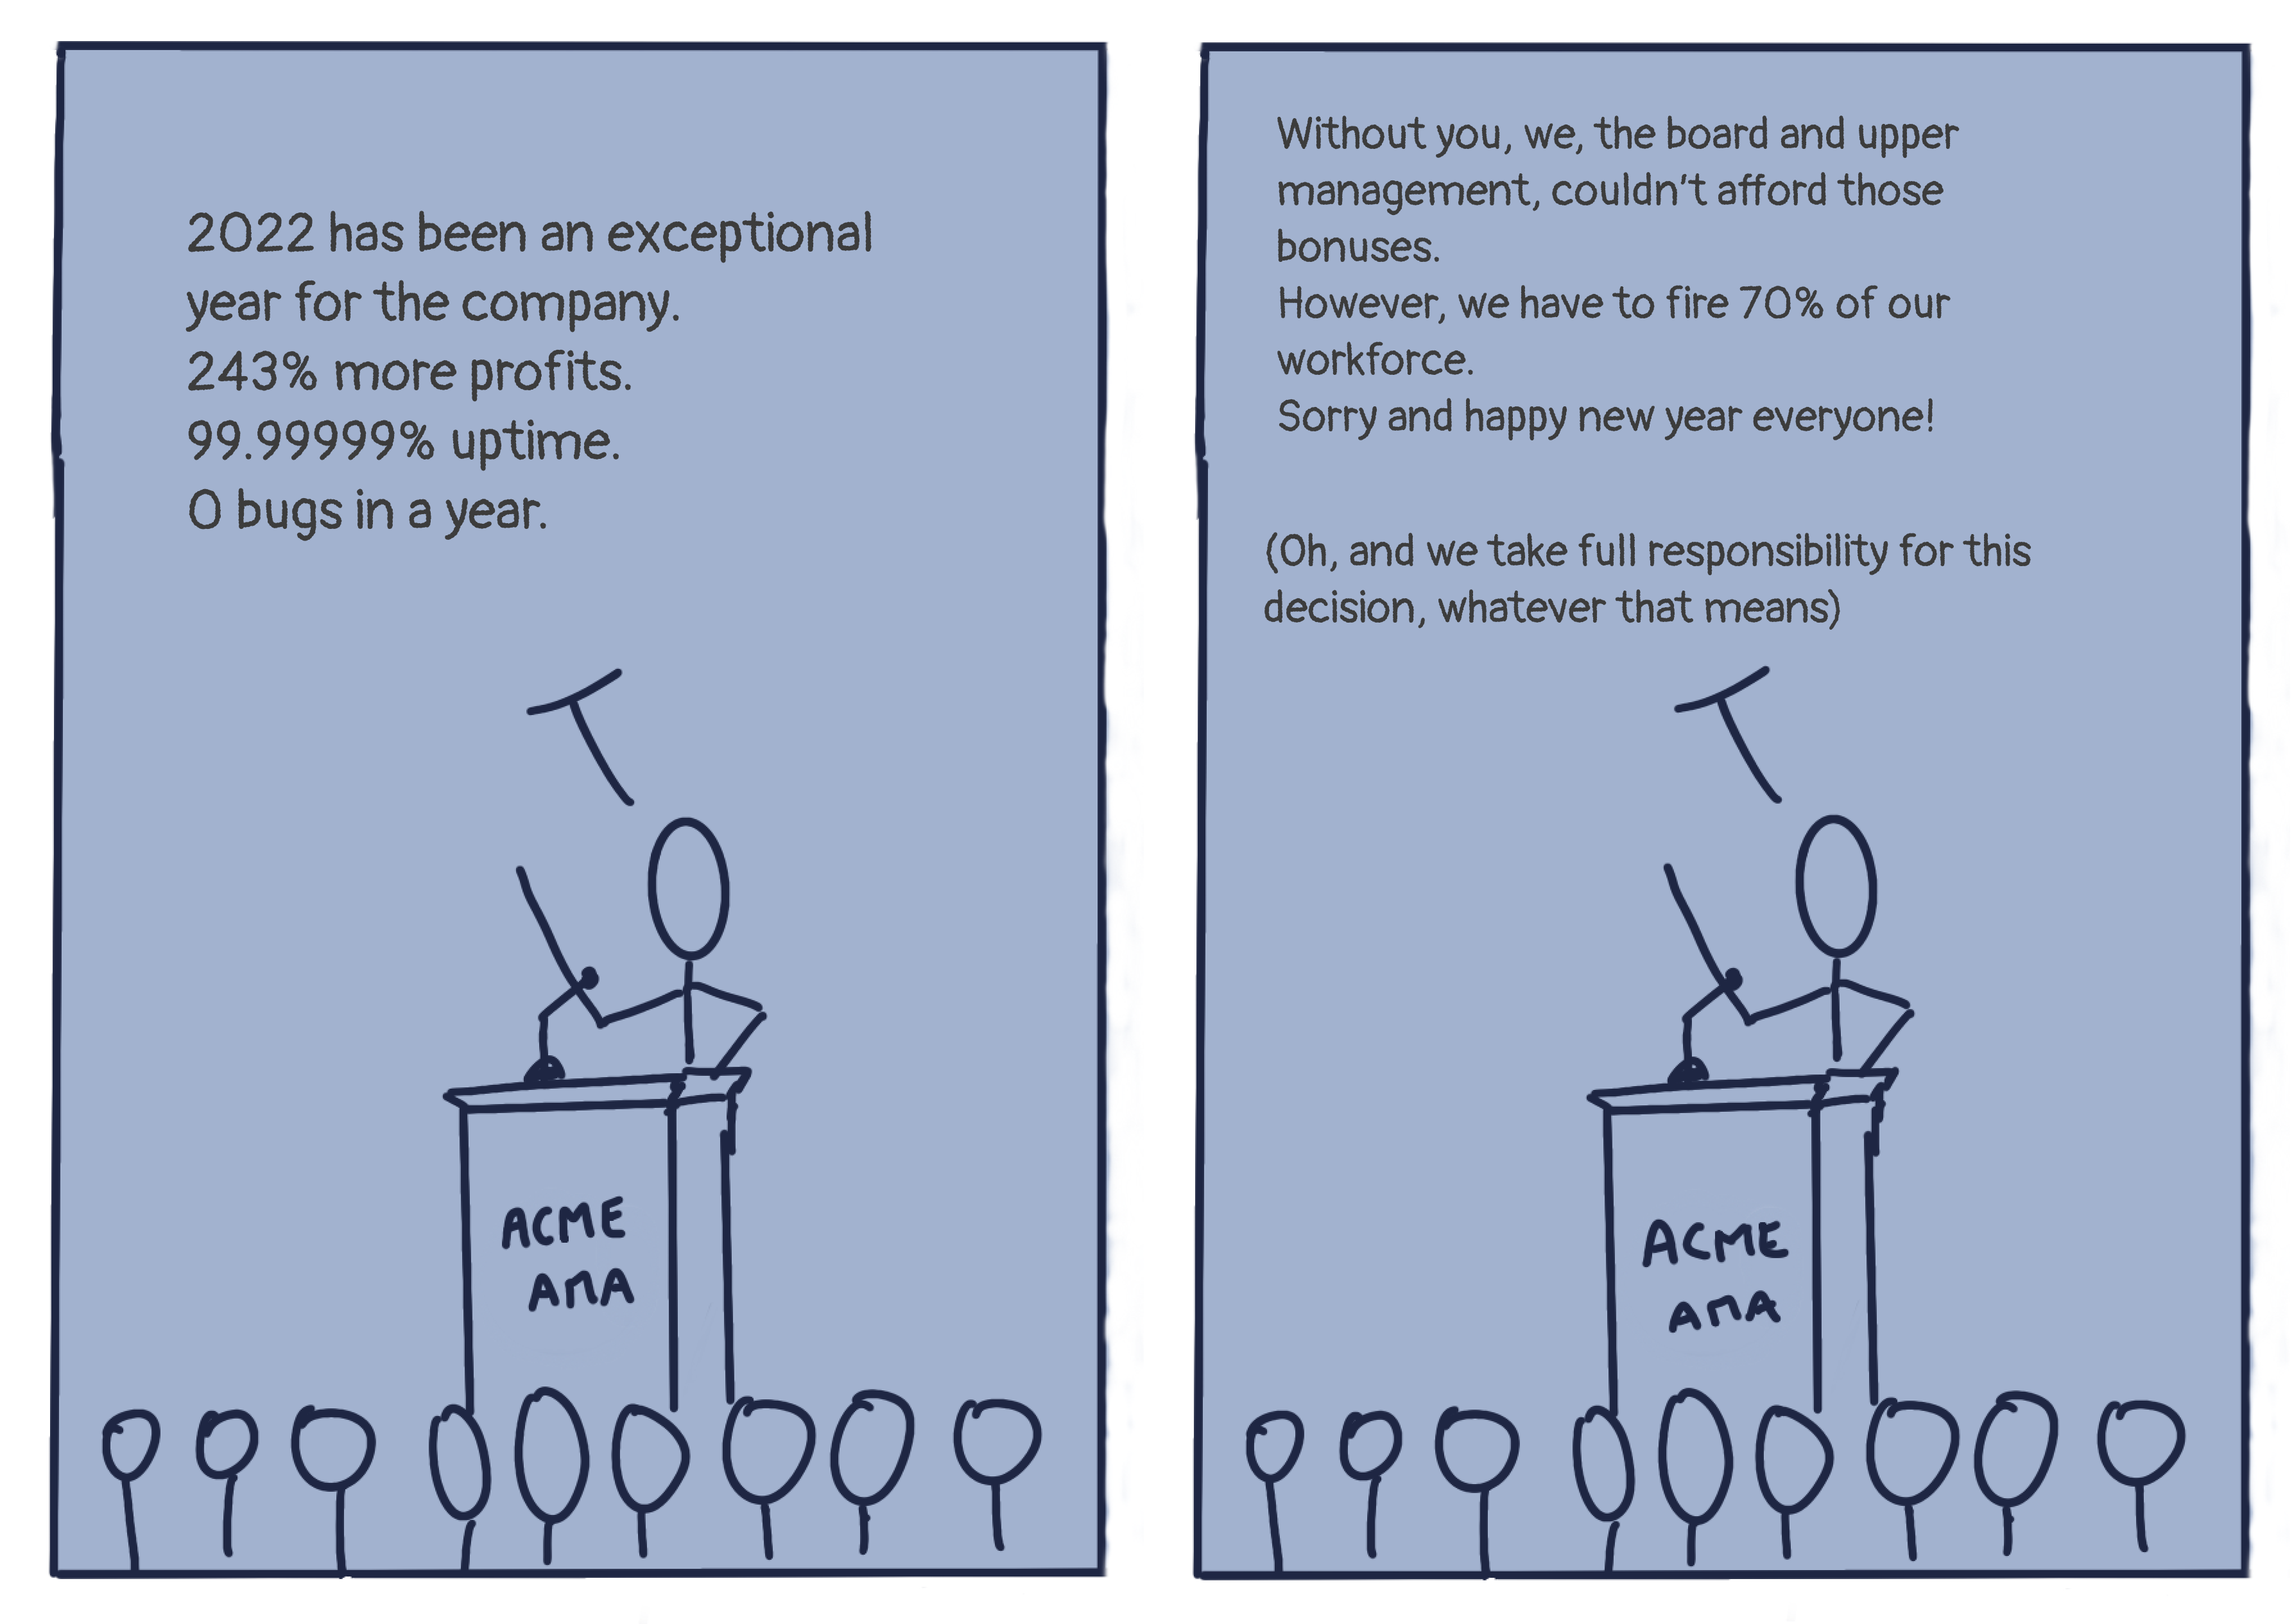 2022 has been an exceptional
year for the company.
243% more profits.
99.99999% uptime.
0 bugs in a year.
ACME
AMA
Without you, we, the board and upper
management, couldn't afford those
bonuses.
However, we have to fire 70% of our
workforce.
Sorry and happy new year everyone!
(Oh, and we take full responsibility for this
decision, whatever that means)
ACME
AMA